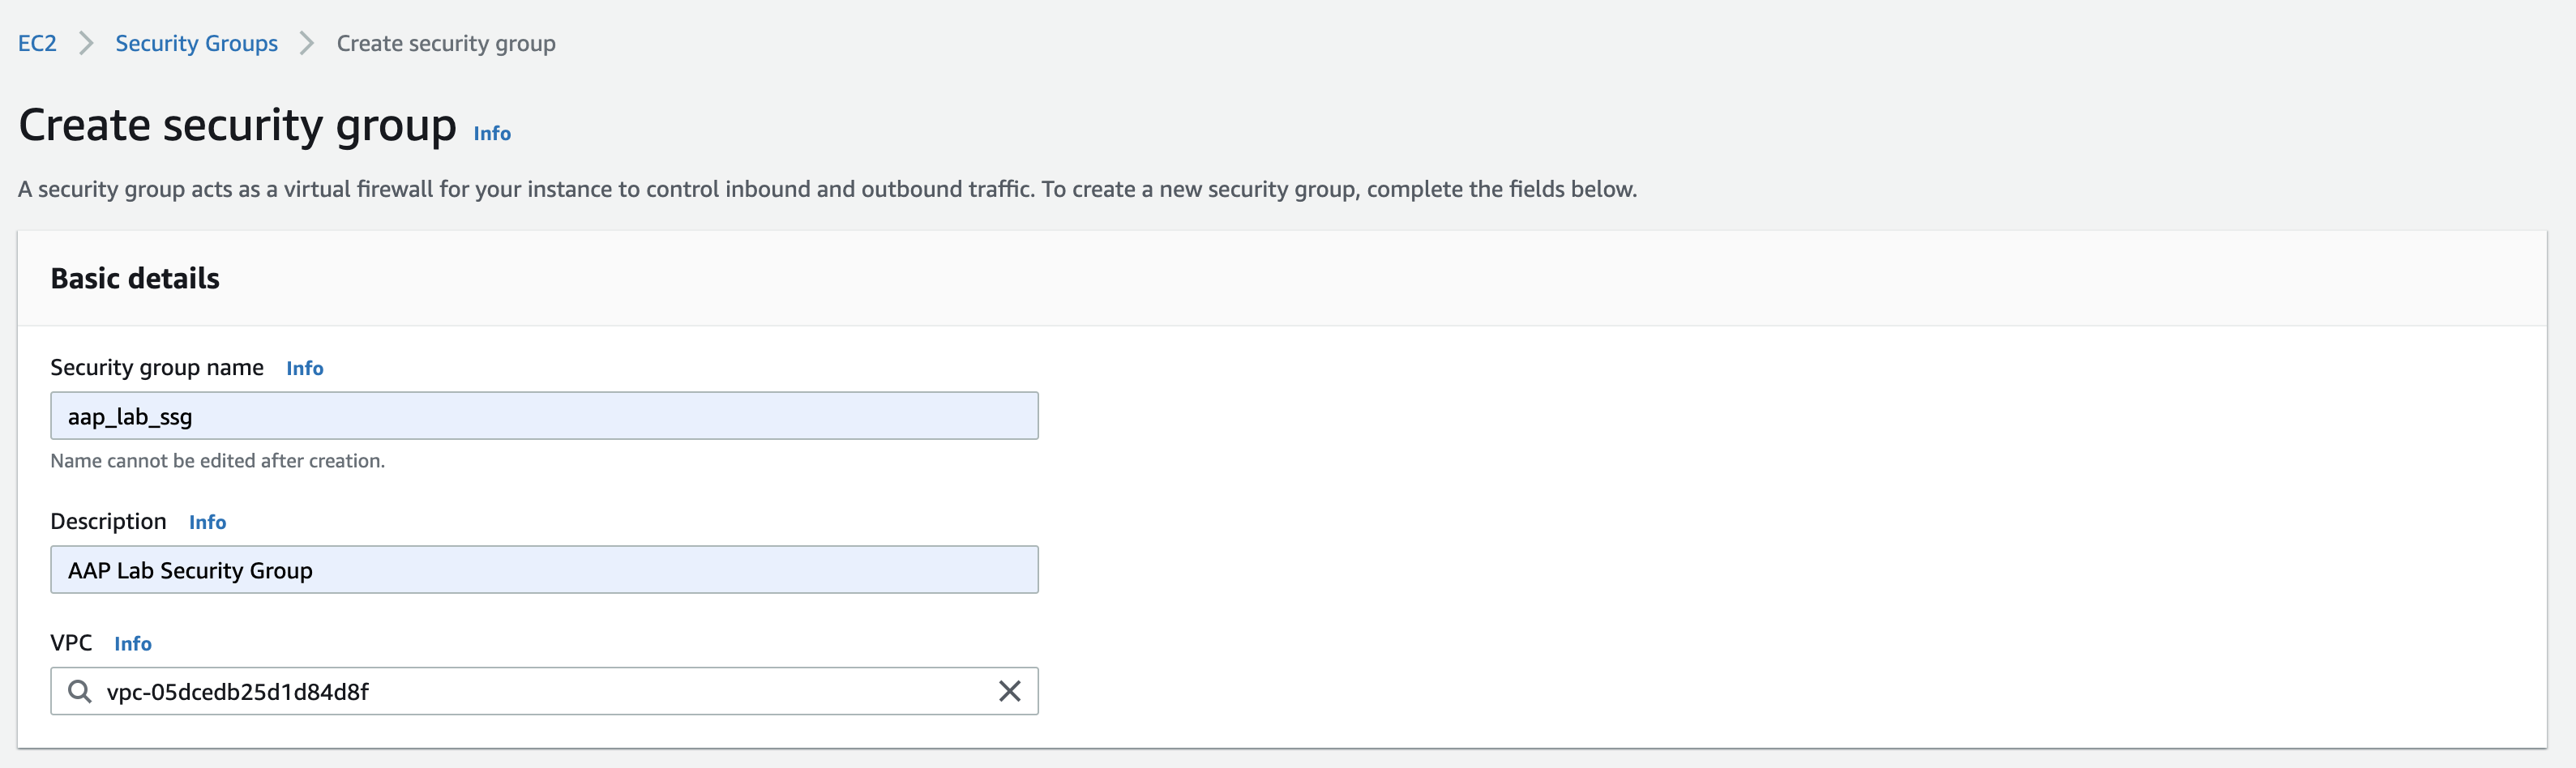 EC2 Security Groups Create security group
Create security group Info
A security group acts as a virtual firewall for your instance to control inbound and outbound traffic. To create a new security group, complete the fields below.
Basic details
Security group name Info
aap_lab_ssg
Name cannot be edited after creation.
Description Info
AAP Lab Security Group
VPC Info
vpc-05dcedb25d1d84d8f